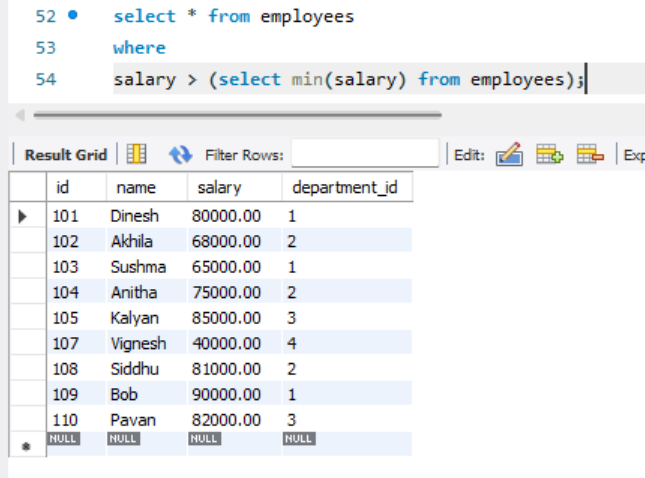 52 select * from employees
53 where
54 salary > (select min(salary) from employees);
Result Grid Filter Rows: Edit: Exp
id name salary department_id
101 Dinesh 80000.00 1
102 Akhila 68000.00 2
103 Sushma 65000.00 1
104 Anitha 75000.00 2
105 Kalyan 85000.00 3
107 Vignesh 40000.00 4
108 Siddhu 81000.00 2
109 Bob 90000.00 1
110 Pavan 82000.00 3
NULL NULL NULL NULL